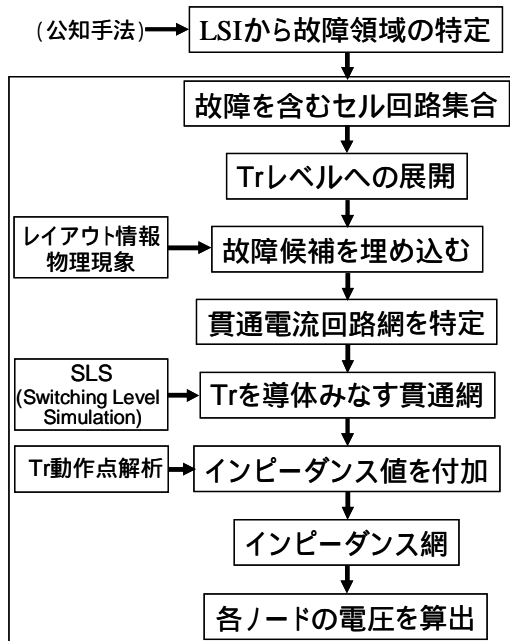 (公知手法)
LSIから故障領域の特定
故障を含むセル回路集合
Trレベルへの展開
レイアウト情報
物理現象
故障候補を埋め込む
貫通電流回路網を特定
SLS
(Switching Level
Simulation)
Trを導体みなす貫通網
Tr動作点解析
インピーダンス値を付加
インピーダンス網
各ノードの電圧を算出